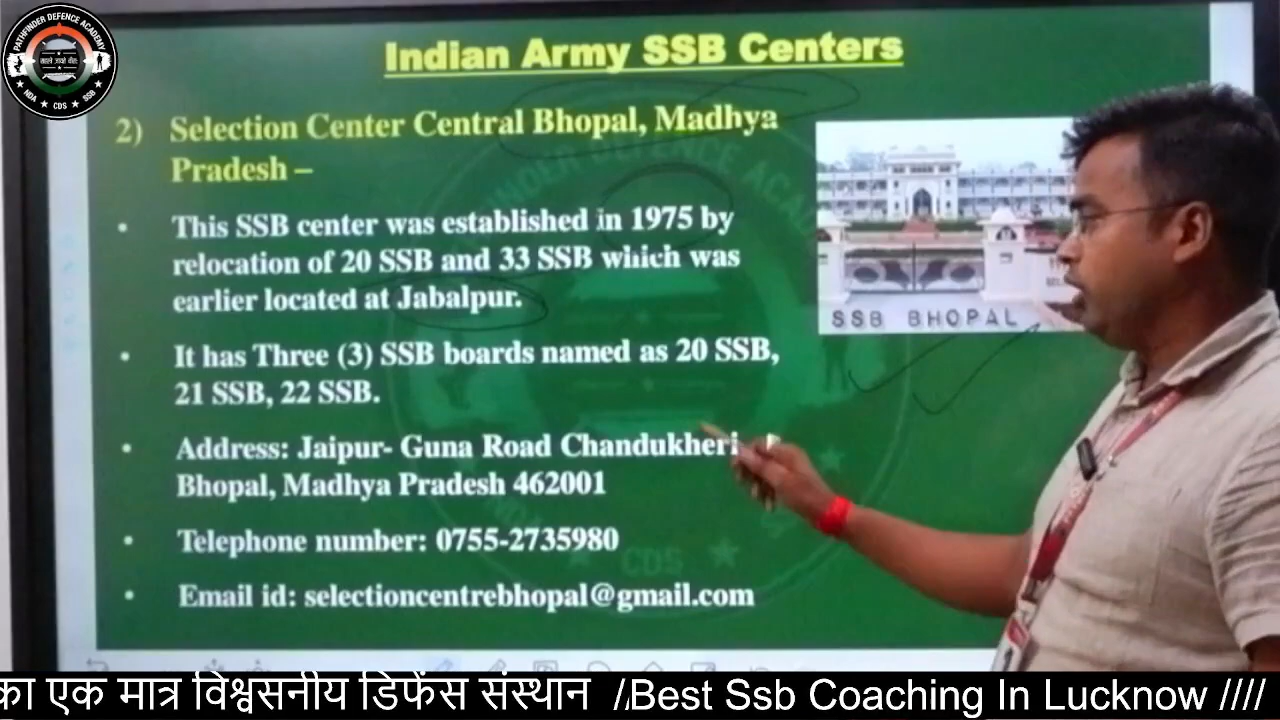 PATHFINDER DEFENCE ACADEMY
NDA ★ CDS ★ SSB
Indian Army SSB Centers
2) Selection Center Central Bhopal, Madhya
Pradesh –
• This SSB center was established in 1975 by
relocation of 20 SSB and 33 SSB which was
earlier located at Jabalpur.
• It has Three (3) SSB boards named as 20 SSB,
21 SSB, 22 SSB.
• Address: Jaipur- Guna Road Chandukheri
Bhopal, Madhya Pradesh 462001
• Telephone number: 0755-2735980
• Email id: selectioncentrebhopal@gmail.com
SSB BHOPAL
CDS
का एक मात्र विश्वसनीय डिफेंस संस्थान //Best Ssb Coaching In Lucknow ////